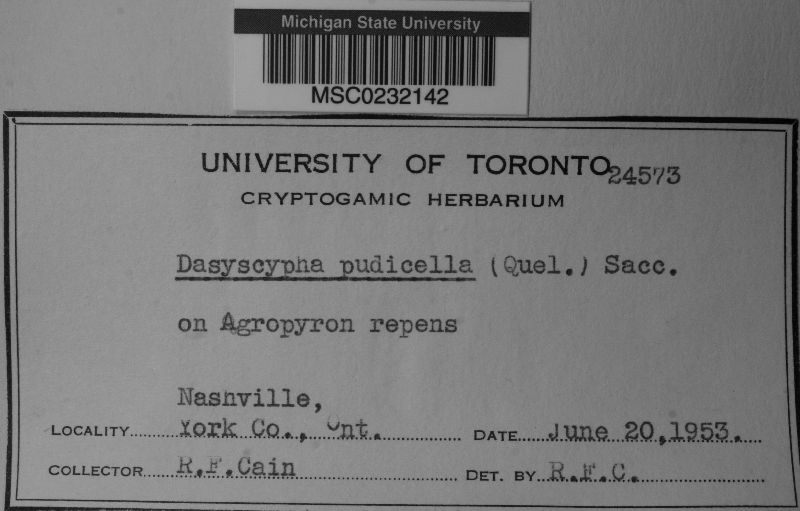 Michigan State University
MSC0232142
UNIVERSITY OF TORONTO 24573
CRYPTOGAMIC HERBARIUM
Dasyscypha pudicella (Quel.) Sacc.
on Agropyron repens
Nashville,
LOCALITY York Co., Ont. DATE June 20,1953.
COLLECTOR R.F.Cain DET. BY R.F.C.